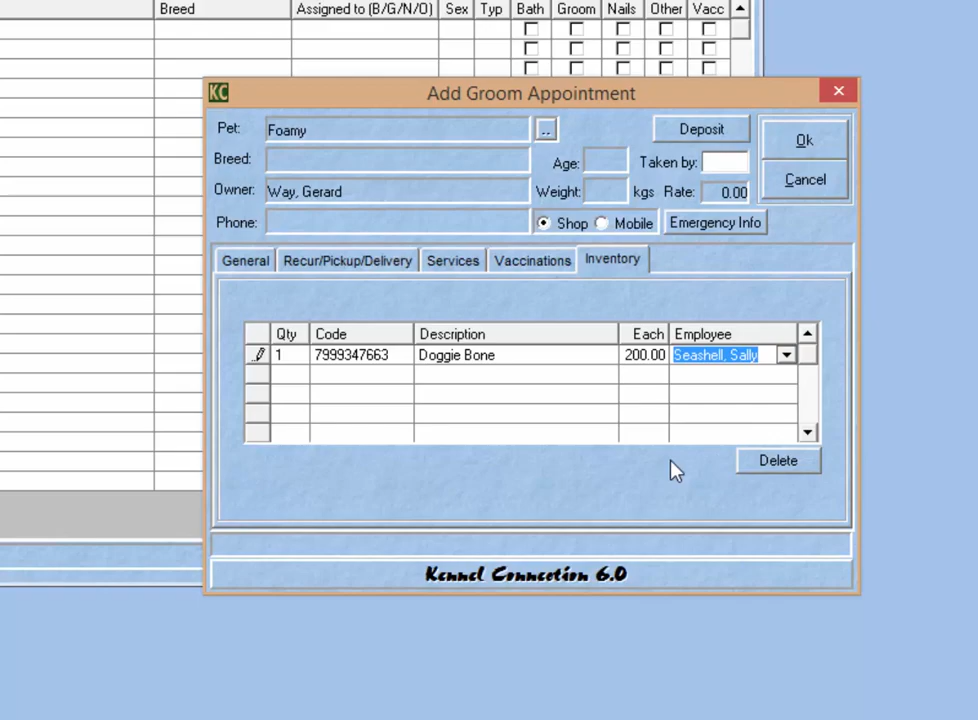 Breed Assigned to (B/G/N/O) Sex Typ Bath Groom Nails Other Vacc
KC Add Groom Appointment
Pet: Foamy .. Deposit
Ok
Breed: Age: Taken by:
Cancel
Owner: Way, Gerard Weight: kgs Rate: 0.00
Phone: Shop Mobile Emergency Info
General Recur/Pickup/Delivery Services Vaccinations Inventory
Qty Code Description Each Employee
1 7999347663 Doggie Bone 200.00 Seashell, Sally
Delete
Kennel Connection 6.0